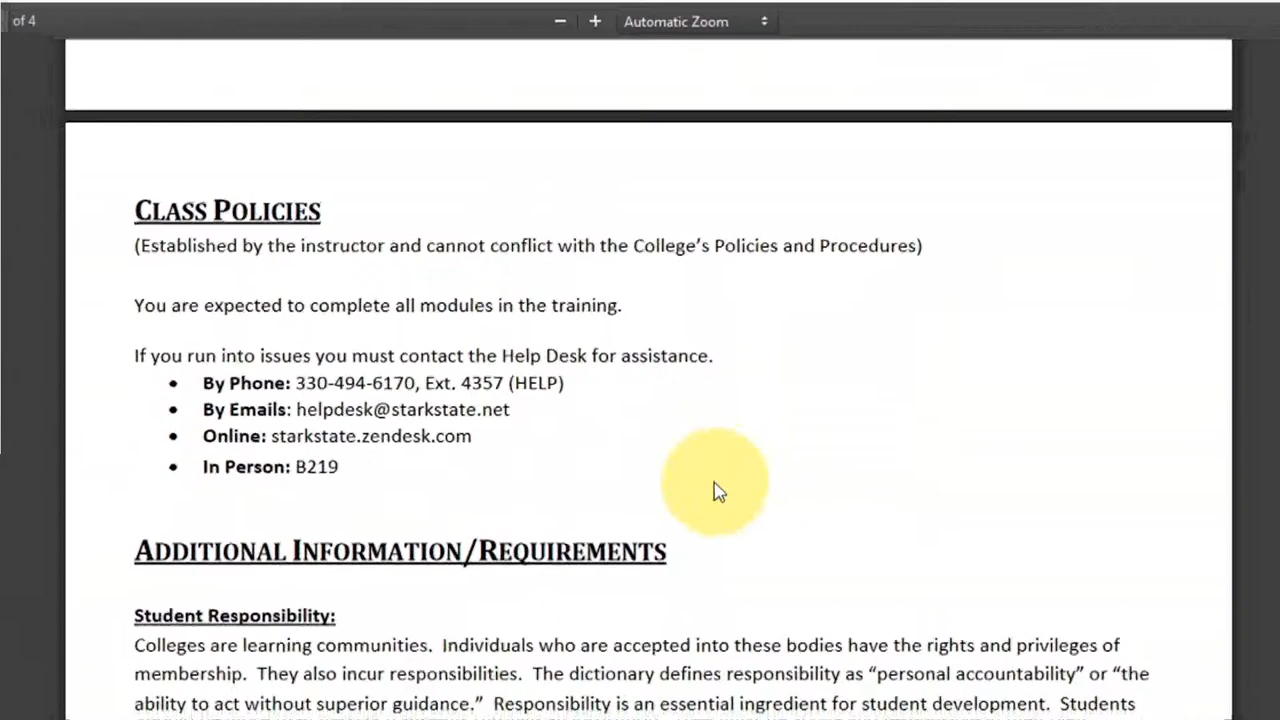 of 4
Automatic Zoom
CLASS POLICIES
(Established by the instructor and cannot conflict with the College's Policies and Procedures)
You are expected to complete all modules in the training.
If you run into issues you must contact the Help Desk for assistance.
• By Phone: 330-494-6170, Ext. 4357 (HELP)
• By Emails: helpdesk@starkstate.net
• Online: starkstate.zendesk.com
• In Person: B219
ADDITIONAL INFORMATION/REQUIREMENTS
Student Responsibility:
Colleges are learning communities.  Individuals who are accepted into these bodies have the rights and privileges of
membership.  They also incur responsibilities.  The dictionary defines responsibility as “personal accountability” or “the
ability to act without superior guidance.”  Responsibility is an essential ingredient for student development.  Students